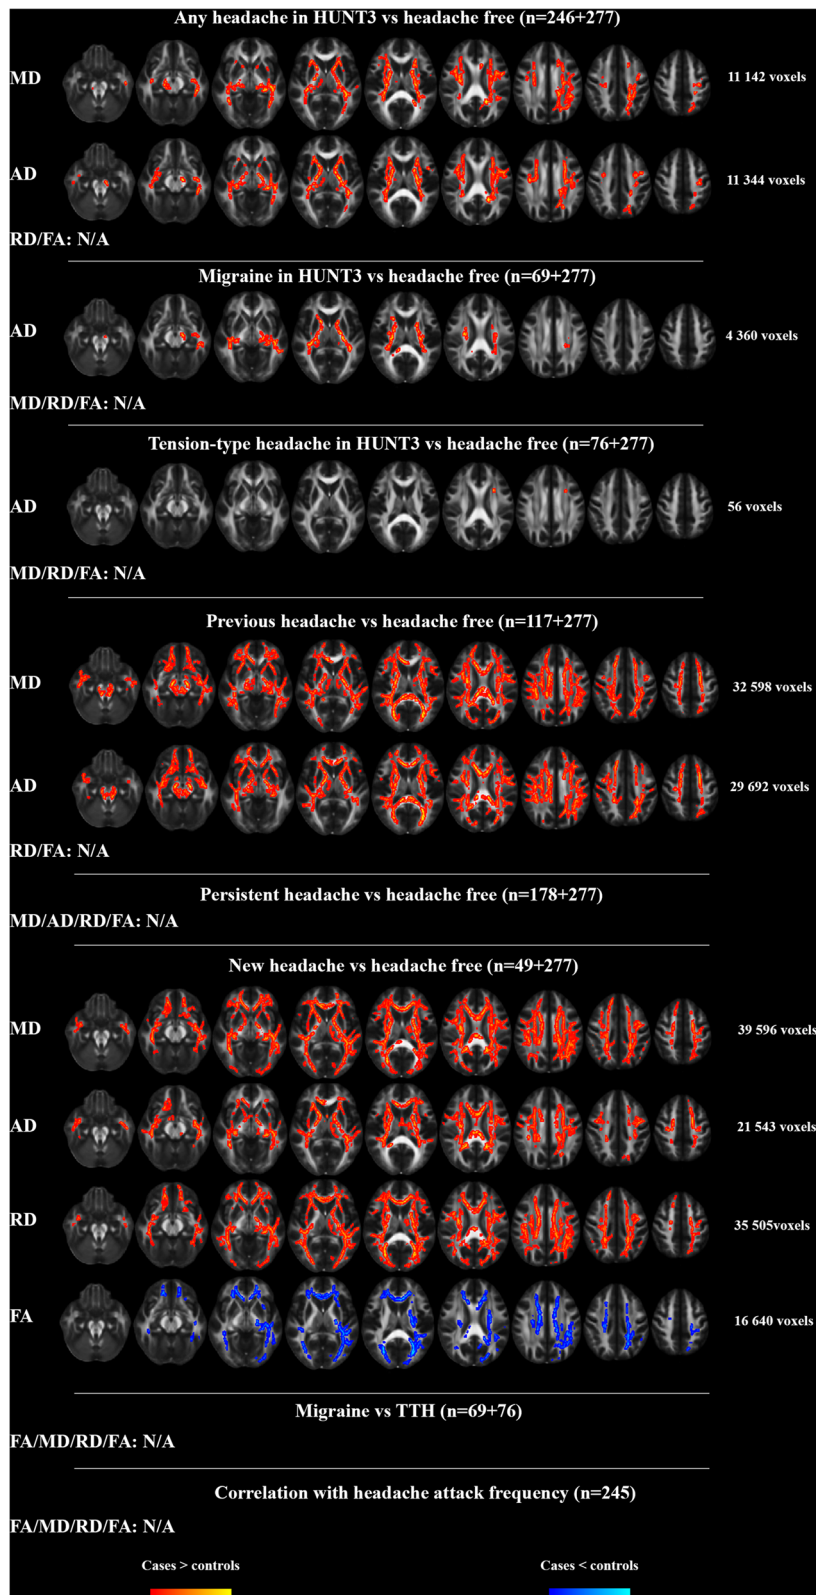 Any headache in HUNT3 vs headache free (n=246+277)
MD
11 142 voxels
AD
11 344 voxels
RD/FA: N/A
Migraine in HUNT3 vs headache free (n=69+277)
AD
4 360 voxels
MD/RD/FA: N/A
Tension-type headache in HUNT3 vs headache free (n=76+277)
AD
56 voxels
MD/RD/FA: N/A
Previous headache vs headache free (n=117+277)
MD
32 598 voxels
AD
29 692 voxels
RD/FA: N/A
Persistent headache vs headache free (n=178+277)
MD/AD/RD/FA: N/A
New headache vs headache free (n=49+277)
MD
39 596 voxels
AD
21 543 voxels
RD
35 505voxels
FA
16 640 voxels
Migraine vs TTH (n=69+76)
FA/MD/RD/FA: N/A
Correlation with headache attack frequency (n=245)
FA/MD/RD/FA: N/A
Cases > controls Cases < controls